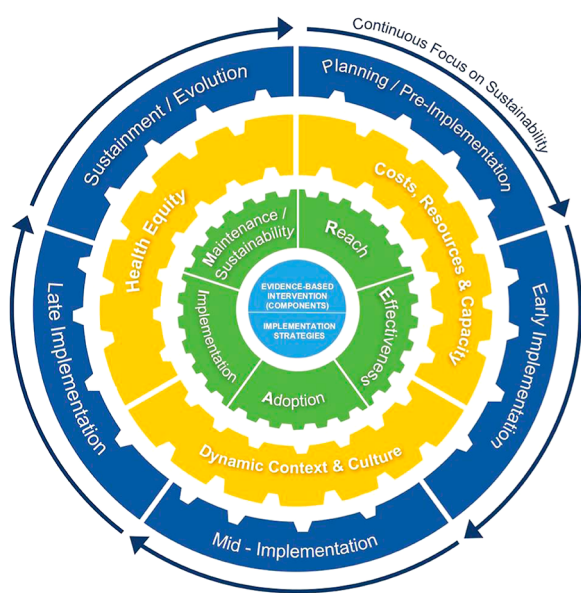 Continuous Focus on Sustainability
Planning / Pre-Implementation
Early Implementation
Mid - Implementation
Late Implementation
Sustainment / Evolution
Costs, Resources & Capacity
Dynamic Context & Culture
Health Equity
Reach
Effectiveness
Adoption
Implementation
Maintenance /
Sustainability
EVIDENCE-BASED
INTERVENTION
(COMPONENTS)
IMPLEMENTATION
STRATEGIES